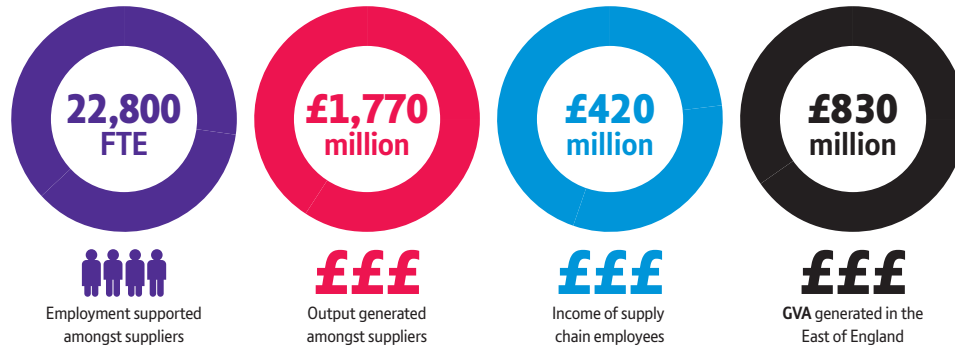 22,800
FTE
£1,770
million
£420
million
£830
million
£££
£££
£££
Employment supported
amongst suppliers
Output generated
amongst suppliers
Income of supply
chain employees
GVA generated in the
East of England